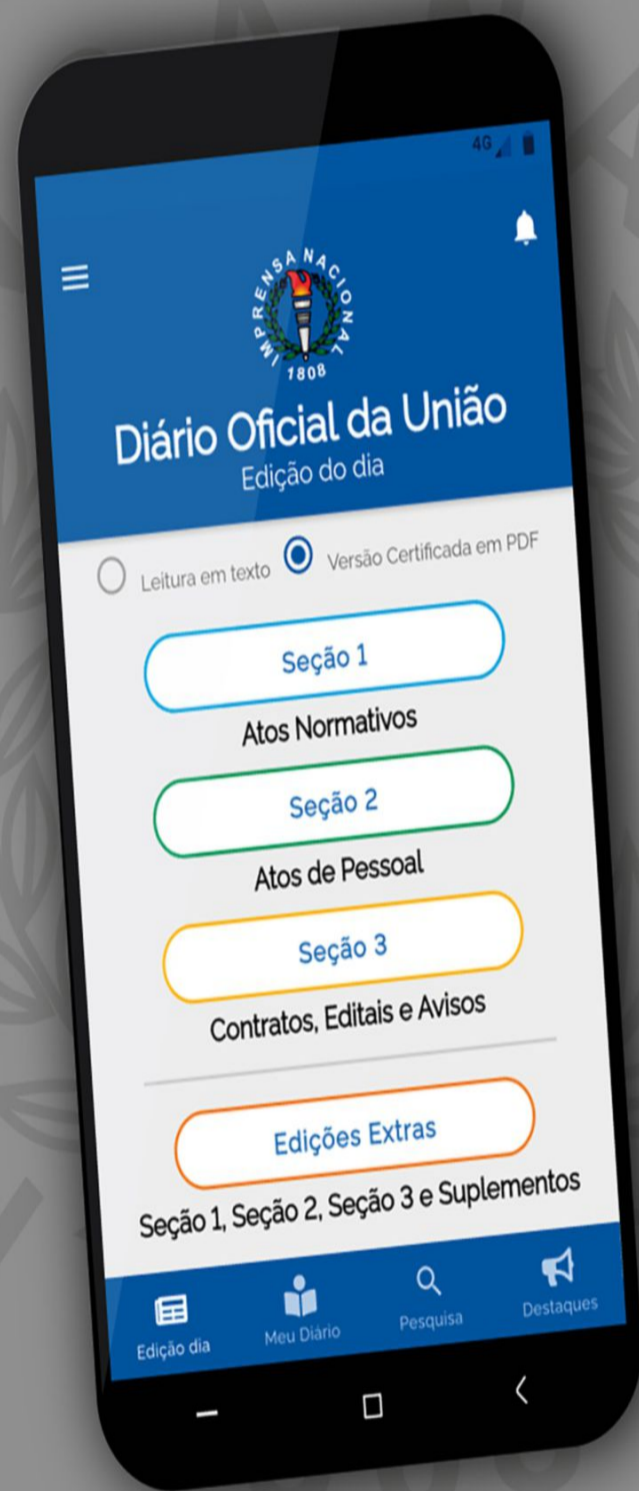 4G
IMPRENSA NACIONAL
1808
Diário Oficial da União
Edição do dia
Leitura em texto Versão Certificada em PDF
Seção 1
Atos Normativos
Seção 2
Atos de Pessoal
Seção 3
Contratos, Editais e Avisos
Edições Extras
Seção 1, Seção 2, Seção 3 e Suplementos
Edição dia Meu Diário Pesquisa Destaques